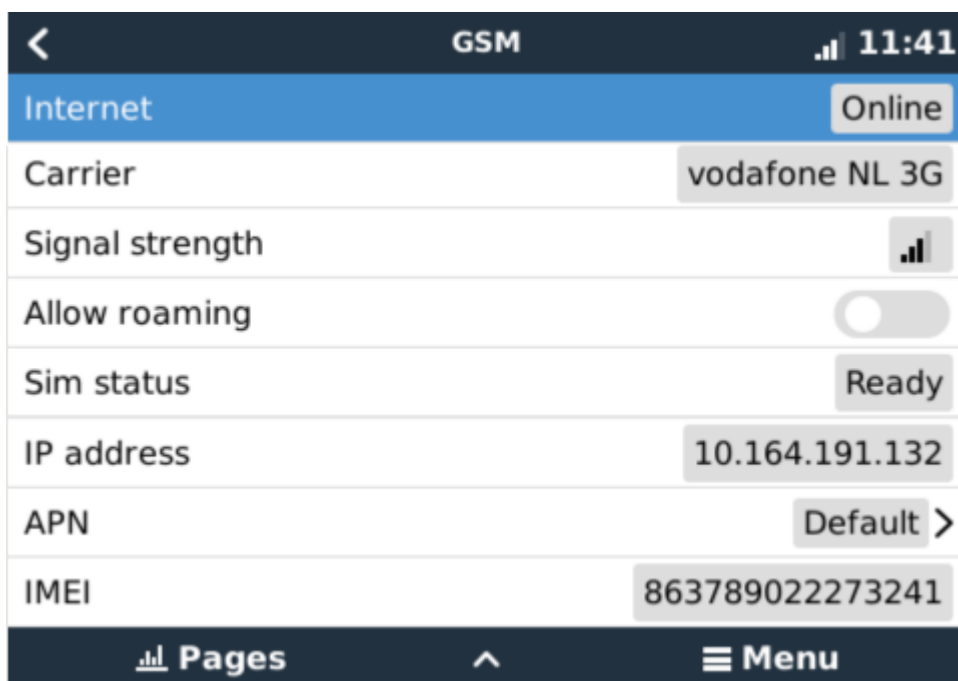 GSM 11:41
Internet Online
Carrier vodafone NL 3G
Signal strength
Allow roaming
Sim status Ready
IP address 10.164.191.132
APN Default
IMEI 863789022273241
Pages Menu